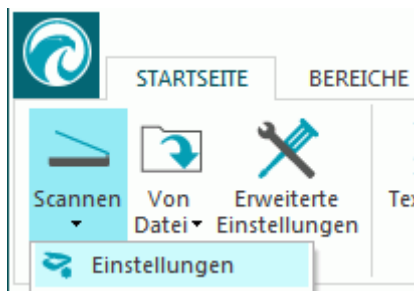 STARTSEITE BEREICHE
Scannen Von Erweiterte
Datei Einstellungen
Einstellungen